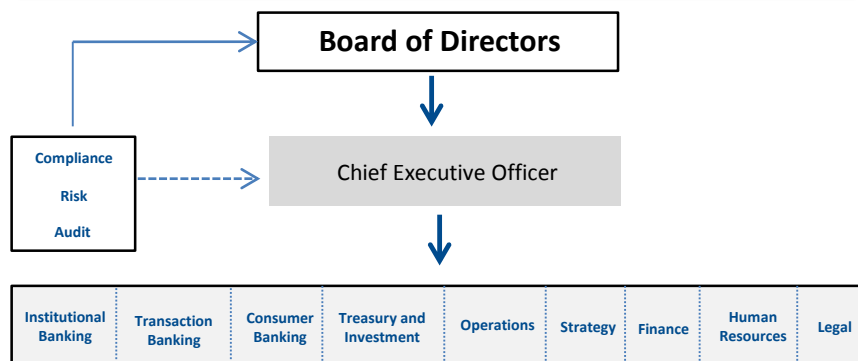 Board of Directors
Compliance
Risk
Audit
Chief Executive Officer
Institutional
Banking
Transaction
Banking
Consumer
Banking
Treasury and
Investment
Operations
Strategy
Finance
Human
Resources
Legal